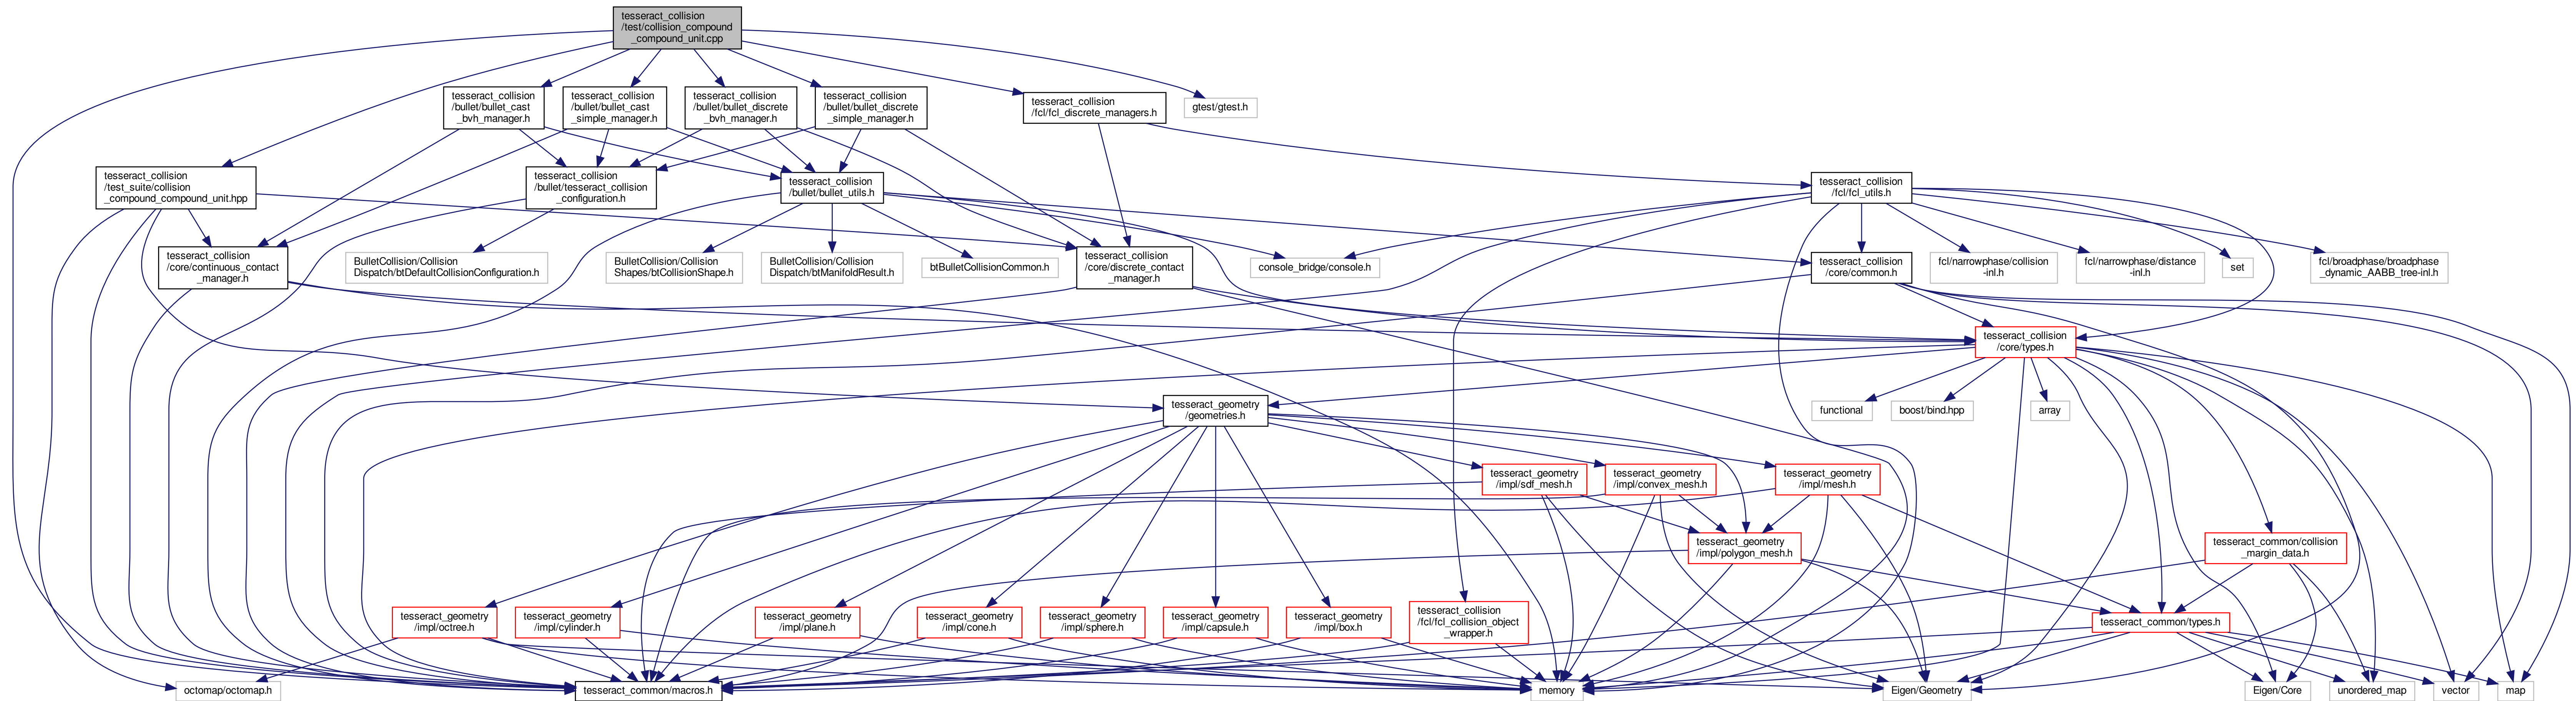 tesseract_collision
/test/collision_compound
_compound_unit.cpp
tesseract_collision
/bullet/bullet_cast
_bvh_manager.h
tesseract_collision
/bullet/bullet_cast
_simple_manager.h
tesseract_collision
/bullet/bullet_discrete
_bvh_manager.h
tesseract_collision
/bullet/bullet_discrete
_simple_manager.h
tesseract_collision
/fcl/fcl_discrete_managers.h
gtest/gtest.h
tesseract_collision
/test_suite/collision
_compound_compound_unit.hpp
tesseract_collision
/bullet/tesseract_collision
_configuration.h
tesseract_collision
/bullet/bullet_utils.h
tesseract_collision
/fcl/fcl_utils.h
tesseract_collision
/core/continuous_contact
_manager.h
BulletCollision/Collision
Dispatch/btDefaultCollisionConfiguration.h
BulletCollision/Collision
Shapes/btCollisionShape.h
BulletCollision/Collision
Dispatch/btManifoldResult.h
btBulletCollisionCommon.h
tesseract_collision
/core/discrete_contact
_manager.h
console_bridge/console.h
tesseract_collision
/core/common.h
fcl/narrowphase/collision
-inl.h
fcl/narrowphase/distance
-inl.h
set
fcl/broadphase/broadphase
_dynamic_AABB_tree-inl.h
tesseract_collision
/core/types.h
tesseract_geometry
/geometries.h
functional
boost/bind.hpp
array
tesseract_geometry
/impl/sdf_mesh.h
tesseract_geometry
/impl/convex_mesh.h
tesseract_geometry
/impl/mesh.h
tesseract_geometry
/impl/polygon_mesh.h
tesseract_common/collision
_margin_data.h
tesseract_geometry
/impl/octree.h
tesseract_geometry
/impl/cylinder.h
tesseract_geometry
/impl/plane.h
tesseract_geometry
/impl/cone.h
tesseract_geometry
/impl/sphere.h
tesseract_geometry
/impl/capsule.h
tesseract_geometry
/impl/box.h
tesseract_collision
/fcl/fcl_collision_object
_wrapper.h
tesseract_common/types.h
octomap/octomap.h
tesseract_common/macros.h
memory
Eigen/Geometry
Eigen/Core
unordered_map
vector
map